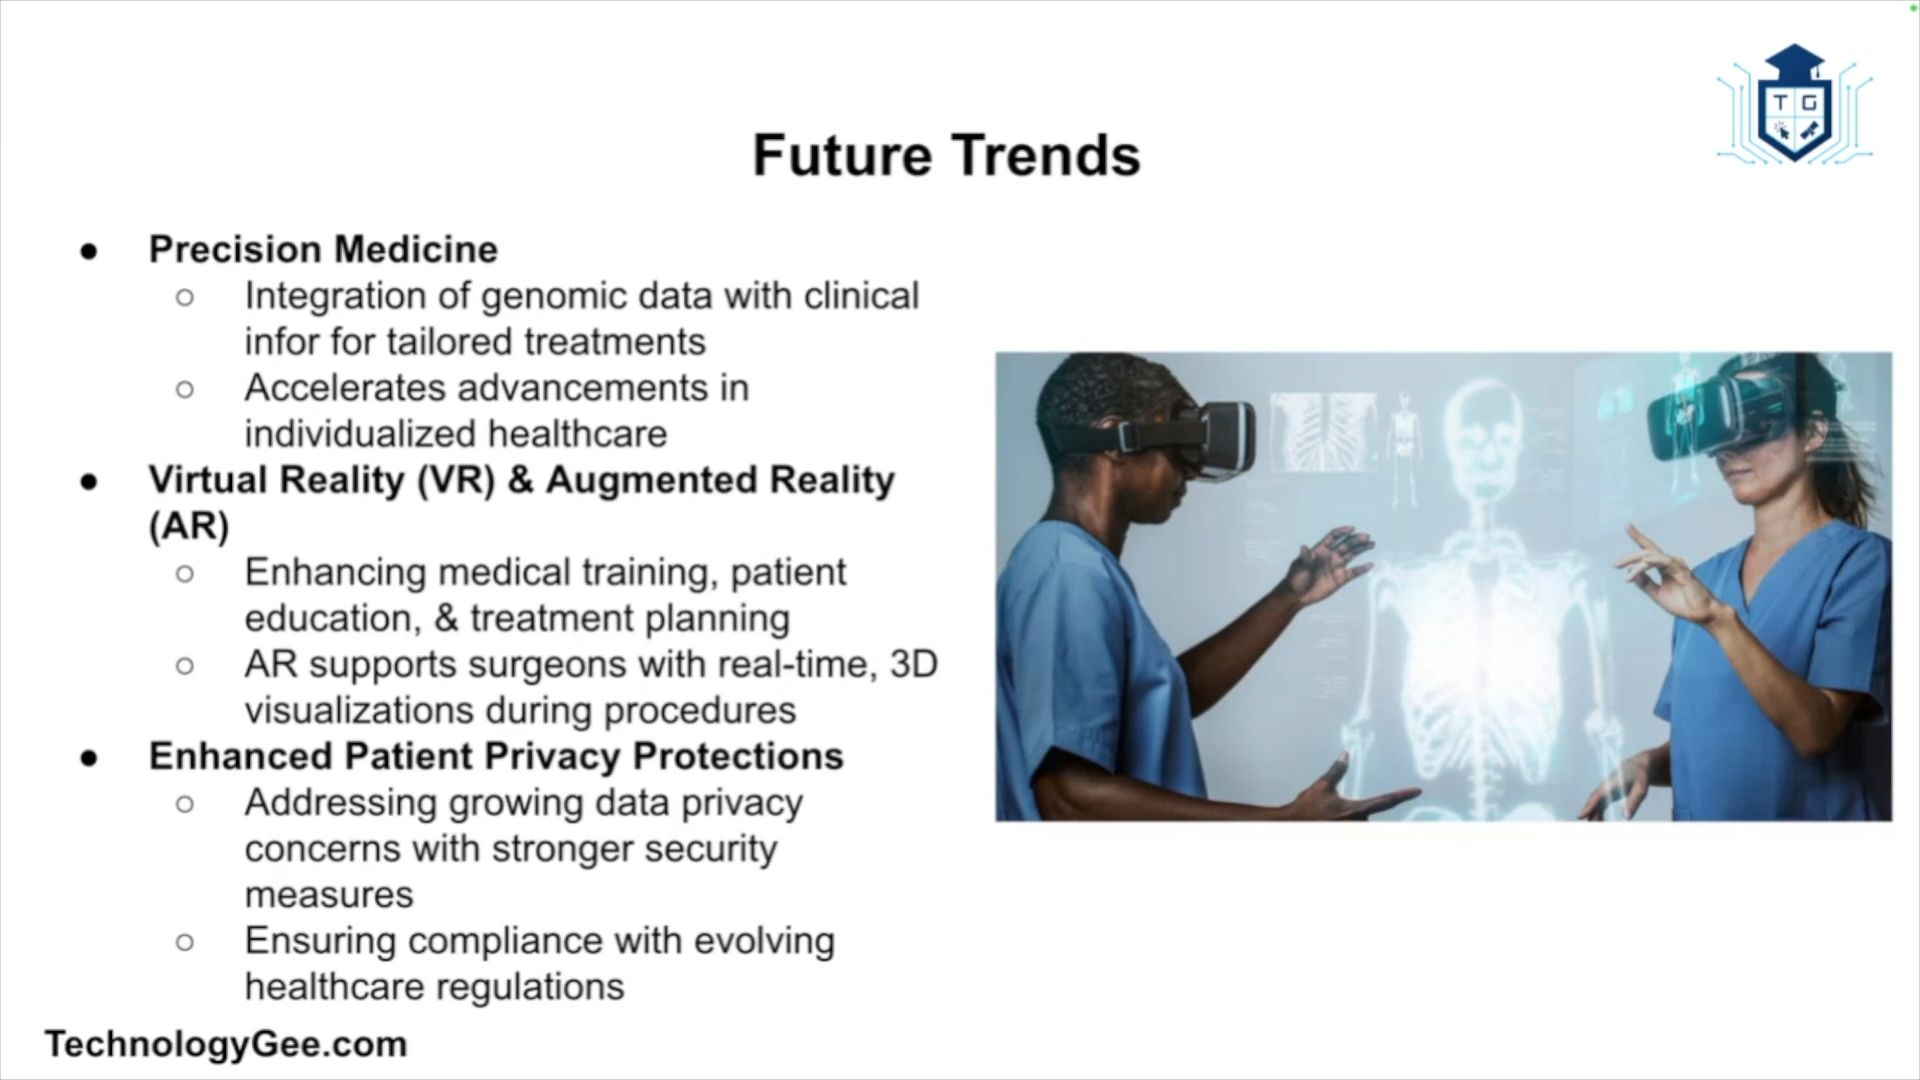 T G
Future Trends
● Precision Medicine
○ Integration of genomic data with clinical
infor for tailored treatments
○ Accelerates advancements in
individualized healthcare
● Virtual Reality (VR) & Augmented Reality
(AR)
○ Enhancing medical training, patient
education, & treatment planning
○ AR supports surgeons with real-time, 3D
visualizations during procedures
● Enhanced Patient Privacy Protections
○ Addressing growing data privacy
concerns with stronger security
measures
○ Ensuring compliance with evolving
healthcare regulations
TechnologyGee.com